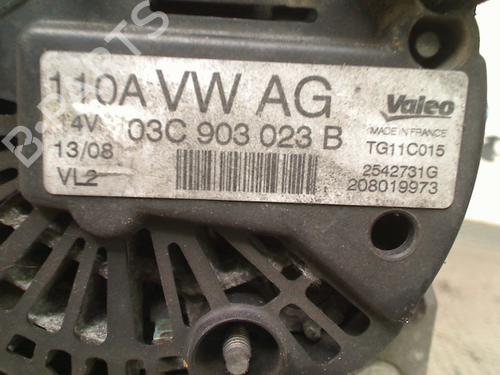 B-PARTS
110A VW AG
Valeo
14V 03C 903 023 B
MADE IN FRANCE
13/08
TG11C015
VL2
2542731G
208019973